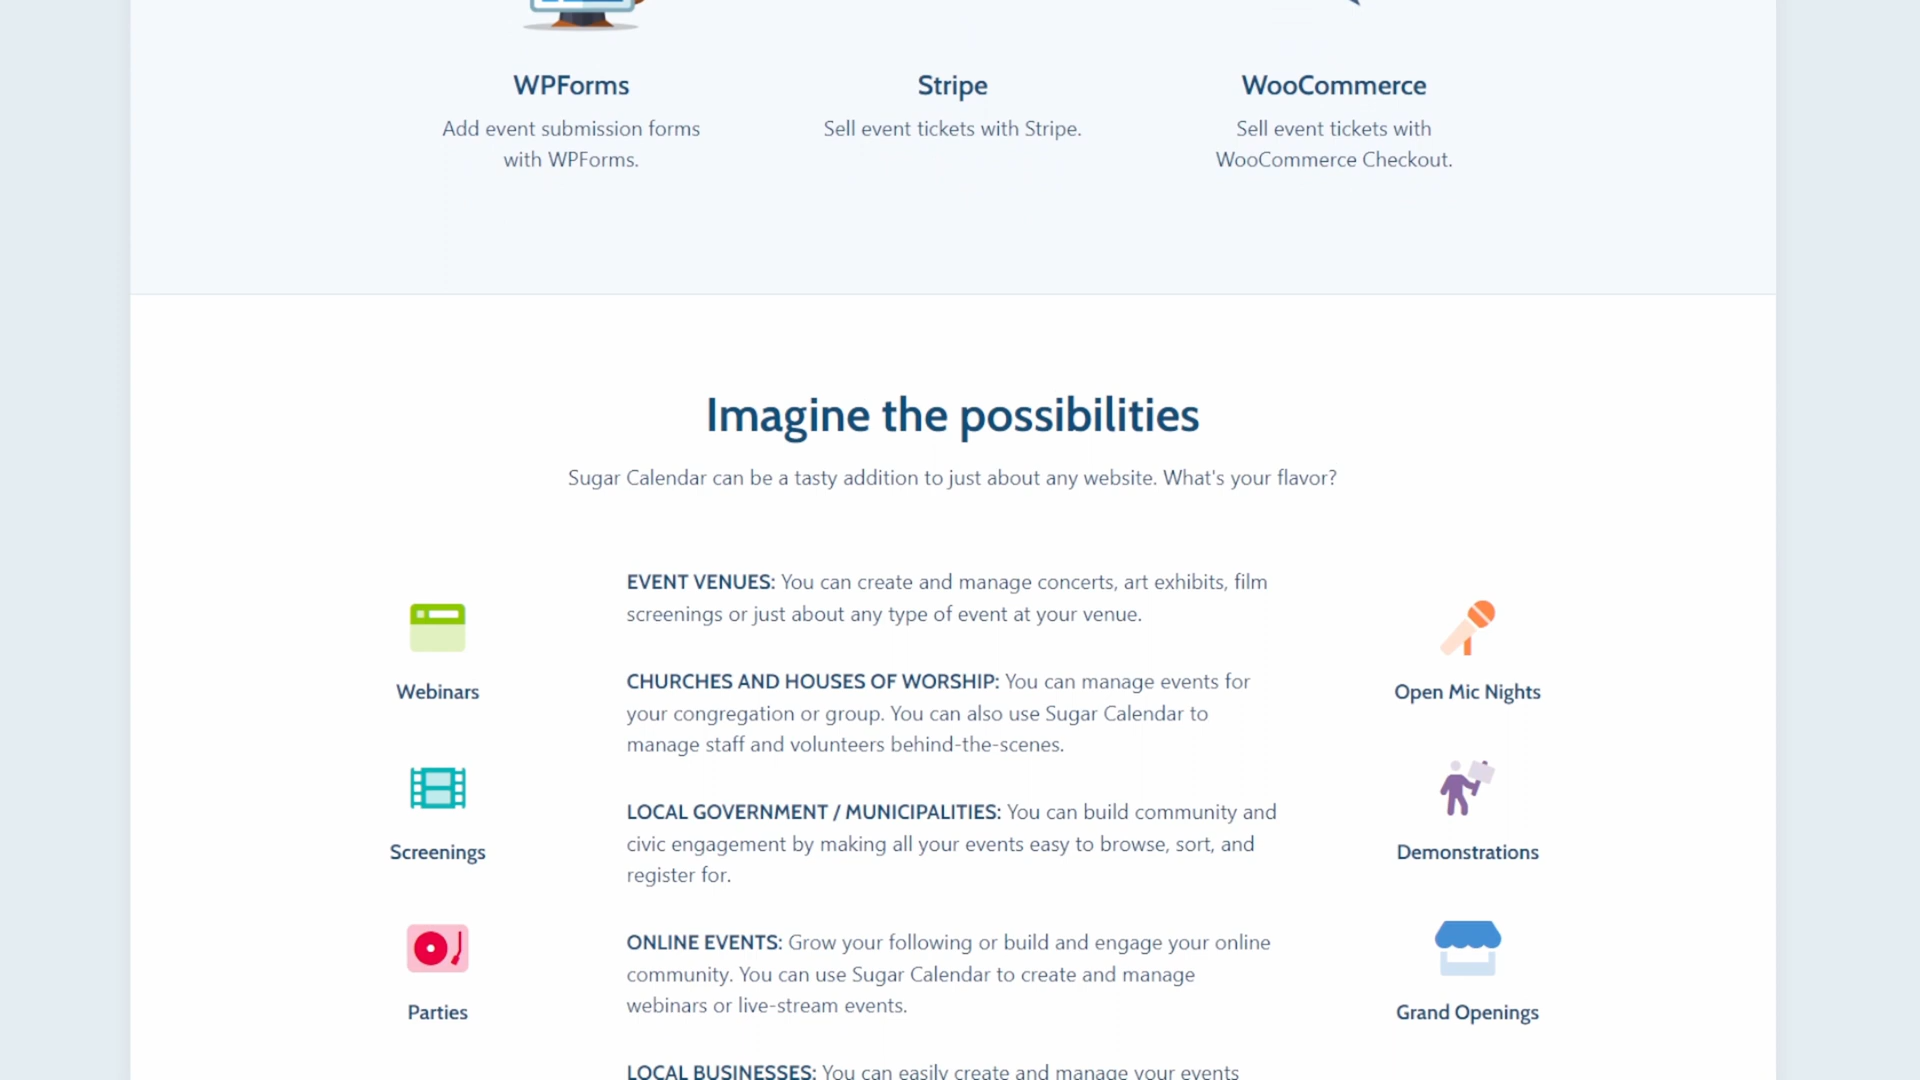 WPForms
Add event submission forms
with WPForms.
Stripe
Sell event tickets with Stripe.
WooCommerce
Sell event tickets with
WooCommerce Checkout.
Imagine the possibilities
Sugar Calendar can be a tasty addition to just about any website. What's your flavor?
Webinars
Screenings
Parties
EVENT VENUES: You can create and manage concerts, art exhibits, film
screenings or just about any type of event at your venue.
CHURCHES AND HOUSES OF WORSHIP: You can manage events for
your congregation or group. You can also use Sugar Calendar to
manage staff and volunteers behind-the-scenes.
LOCAL GOVERNMENT / MUNICIPALITIES: You can build community and
civic engagement by making all your events easy to browse, sort, and
register for.
ONLINE EVENTS: Grow your following or build and engage your online
community. You can use Sugar Calendar to create and manage
webinars or live-stream events.
LOCAL BUSINESSES: You can easily create and manage your events
Open Mic Nights
Demonstrations
Grand Openings